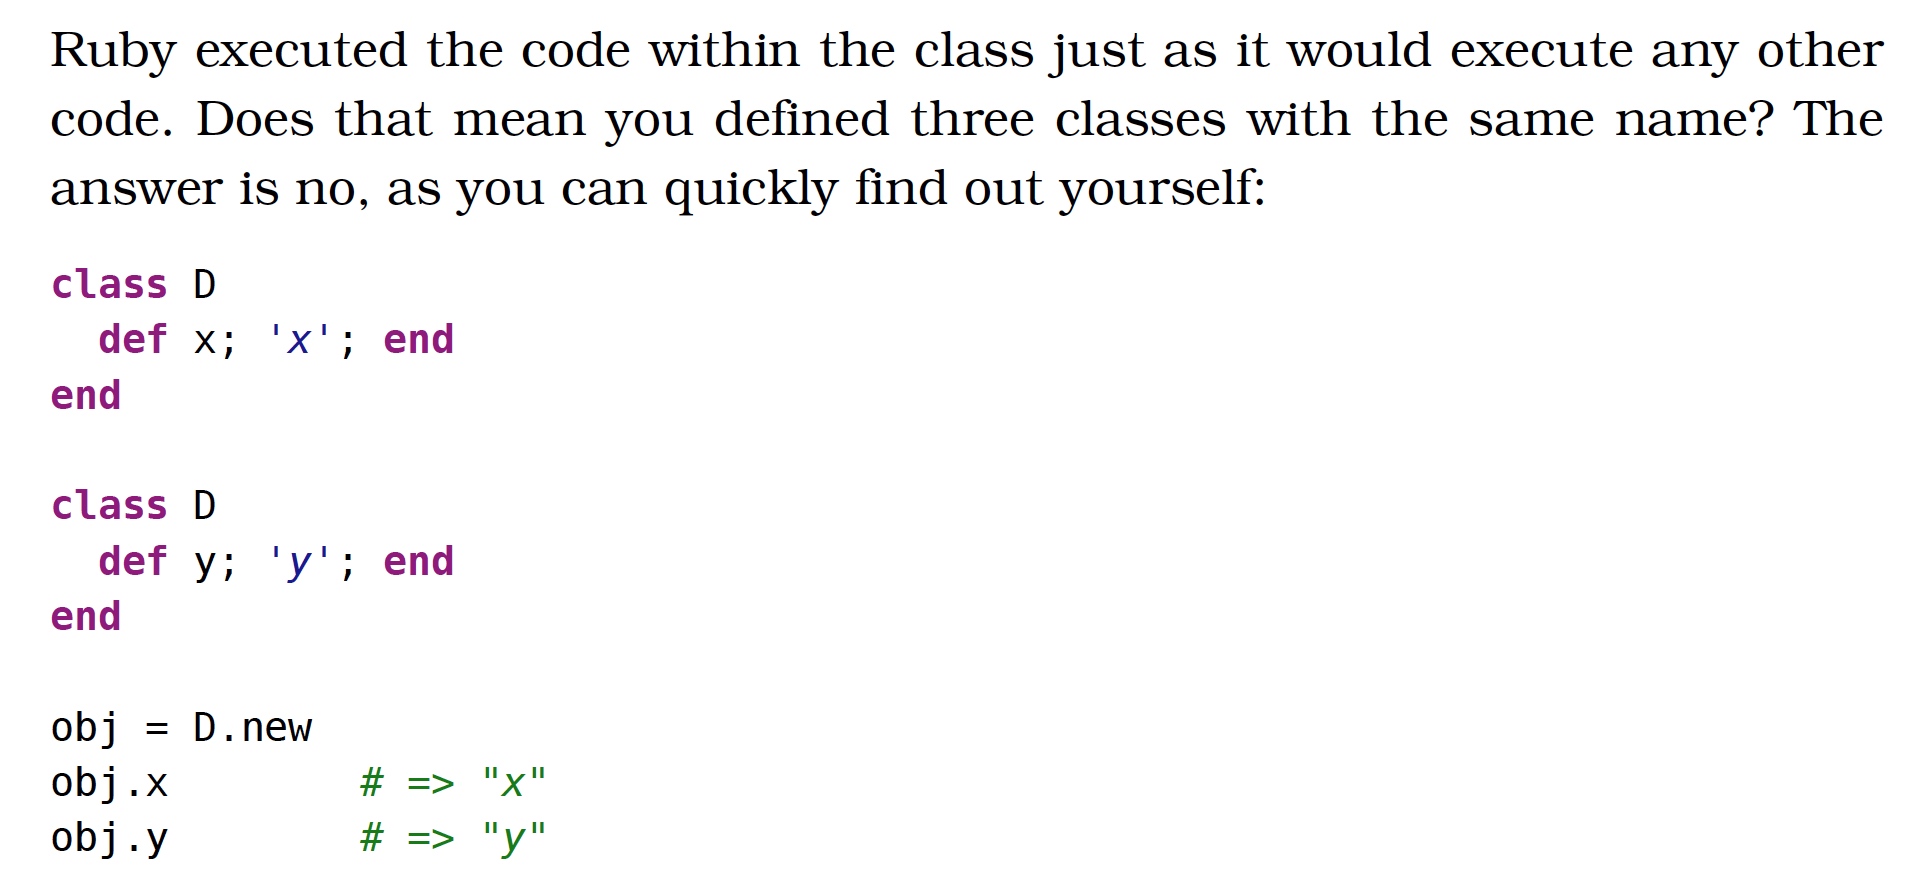 Ruby executed the code within the class just as it would execute any other
code. Does that mean you defined three classes with the same name? The
answer is no, as you can quickly find out yourself:
class D
  def x; 'x'; end
end
class D
  def y; 'y'; end
end
obj = D.new
obj.x        # => "x"
obj.y        # => "y"